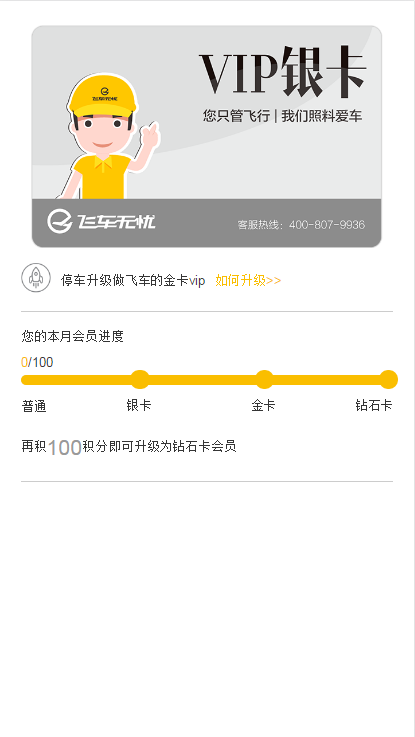 VIP银卡
您只管飞行 | 我们照料爱车
飞车无忧
飞车无忧
客服热线：400-807-9936
停车升级做飞车的金卡vip 如何升级>>
您的本月会员进度
0/100
普通 银卡 金卡 钻石卡
再积100积分即可升级为钻石卡会员